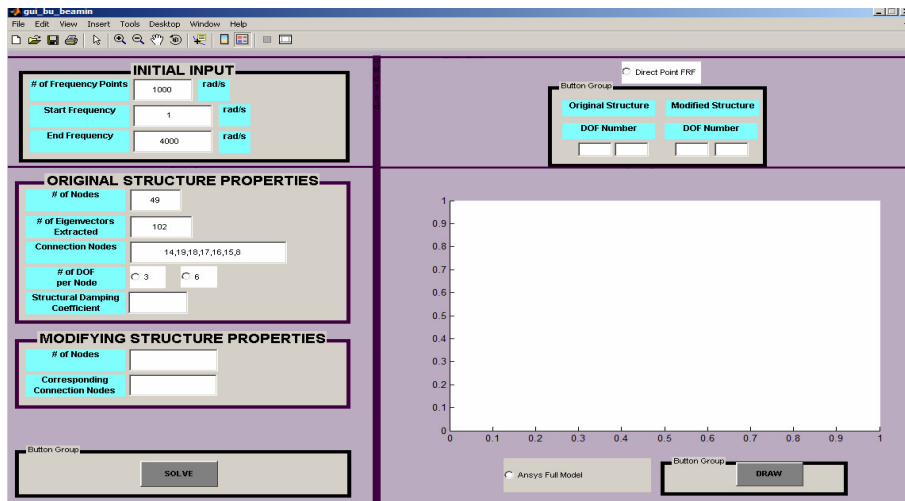 gui_bu_beamin
File Edit View Insert Tools Desktop Window Help
INITIAL INPUT
# of Frequency Points 1000 rad/s
Start Frequency 1 rad/s
End Frequency 4000 rad/s
ORIGINAL STRUCTURE PROPERTIES
# of Nodes 49
# of Eigenvectors
Extracted 102
Connection Nodes 14,19,18,17,16,15,8
# of DOF
per Node 3 6
Structural Damping
Coefficient
MODIFYING STRUCTURE PROPERTIES
# of Nodes
Corresponding
Connection Nodes
Button Group
SOLVE
Direct Point FRF
Button Group
Original Structure Modified Structure
DOF Number DOF Number
1
0.9
0.8
0.7
0.6
0.5
0.4
0.3
0.2
0.1
0
0 0.1 0.2 0.3 0.4 0.5 0.6 0.7 0.8 0.9 1
Ansys Full Model
Button Group
DRAW